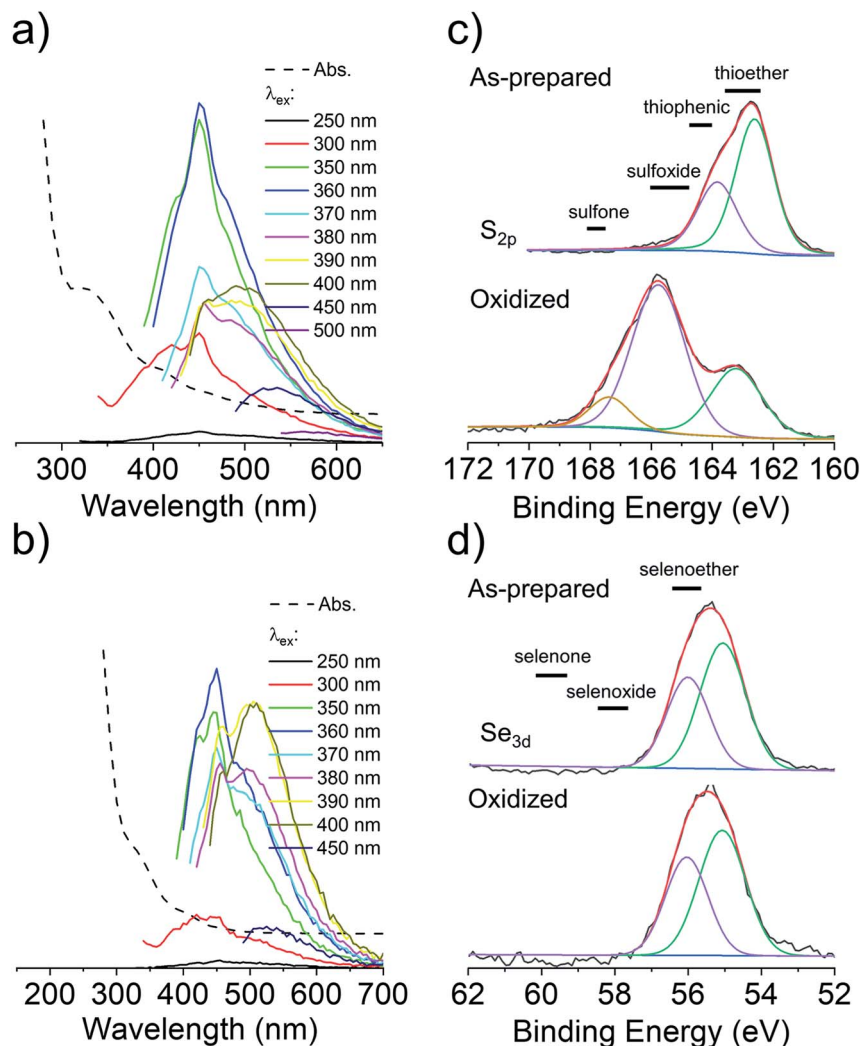 a)
Abs.
λex:
250 nm
300 nm
350 nm
360 nm
370 nm
380 nm
390 nm
400 nm
450 nm
500 nm
300 400 500 600
Wavelength (nm)
b)
Abs.
λex:
250 nm
300 nm
350 nm
360 nm
370 nm
380 nm
390 nm
400 nm
450 nm
200 300 400 500 600 700
Wavelength (nm)
c)
As-prepared
thioether
thiophenic
sulfoxide
sulfone
S2p
Oxidized
172 170 168 166 164 162 160
Binding Energy (eV)
d)
As-prepared
selenoether
selenone
selenoxide
Se3d
Oxidized
62 60 58 56 54 52
Binding Energy (eV)